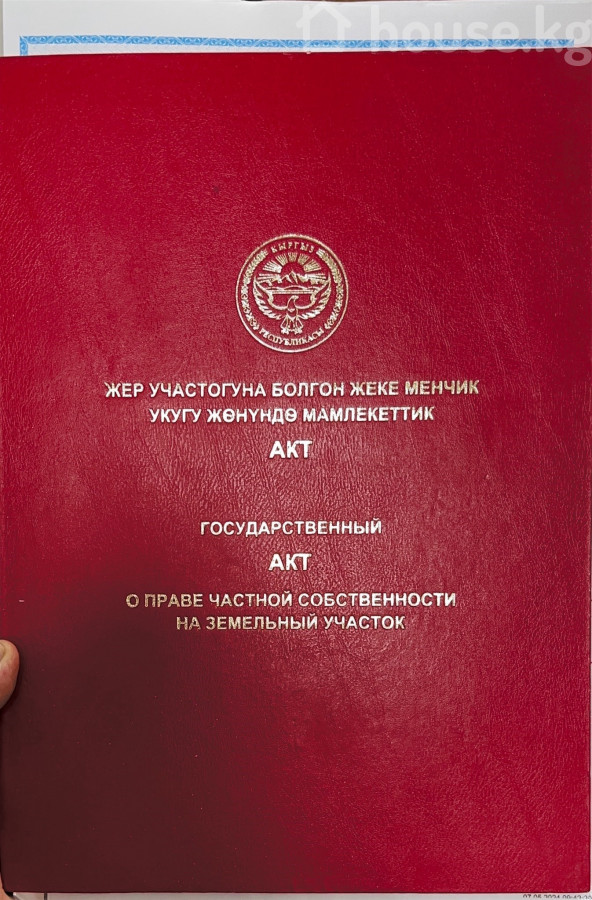 house.kg
КЫРГЫЗ
РЕСПУБЛИКАСЫ
ЖЕР УЧАСТОГУНА БОЛГОН ЖЕКЕ МЕНЧИК
УКУГУ ЖӨНҮНДӨ МАМЛЕКЕТТИК
АКТ
ГОСУДАРСТВЕННЫЙ
АКТ
О ПРАВЕ ЧАСТНОЙ СОБСТВЕННОСТИ
НА ЗЕМЕЛЬНЫЙ УЧАСТОК